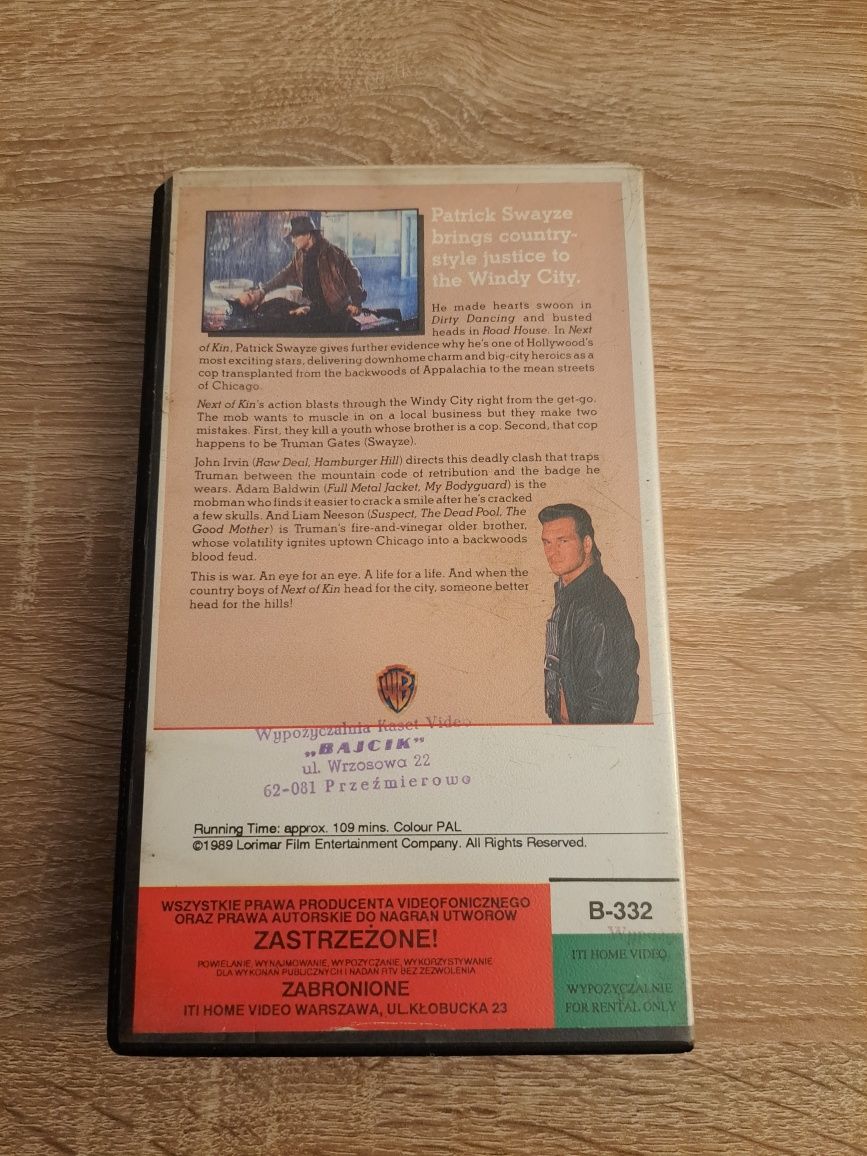 Patrick Swayze
brings country-
style justice to
the Windy City.
He made hearts swoon in
Dirty Dancing and busted
heads in Road House. In Next
of Kin, Patrick Swayze gives further evidence why he's one of Hollywood's
most exciting stars, delivering downhome charm and big-city heroics as a
cop transplanted from the backwoods of Appalachia to the mean streets
of Chicago.
Next of Kin's action blasts through the Windy City right from the get-go.
The mob wants to muscle in on a local business but they make two
mistakes. First, they kill a youth whose brother is a cop. Second, that cop
happens to be Truman Gates (Swayze).
John Irvin (Raw Deal, Hamburger Hill) directs this deadly clash that traps
Truman between the mountain code of retribution and the badge he
wears. Adam Baldwin (Full Metal Jacket, My Bodyguard) is the
mobman who finds it easier to crack a smile after he's cracked
a few skulls. And Liam Neeson (Suspect, The Dead Pool, The
Good Mother) is Truman's fire-and-vinegar older brother,
whose volatility ignites uptown Chicago into a backwoods
blood feud.
This is war. An eye for an eye. A life for a life. And when the
country boys of Next of Kin head for the city, someone better
head for the hills!
WB
Wypożyczalnia Kaset Video
„BAJCIK”
ul. Wrzosowa 22
62-081 Przeźmierowo
Running Time: approx. 109 mins. Colour PAL
©1989 Lorimar Film Entertainment Company. All Rights Reserved.
WSZYSTKIE PRAWA PRODUCENTA VIDEOFONICZNEGO
ORAZ PRAWA AUTORSKIE DO NAGRAŃ UTWORÓW
ZASTRZEŻONE!
POWIELANIE, WYNAJMOWANIE, WYPOŻYCZANIE, WYKORZYSTYWANIE
DLA WYKONAŃ PUBLICZNYCH I NADAŃ RTV BEZ ZEZWOLENIA
ZABRONIONE
ITI HOME VIDEO WARSZAWA, UL.KŁOBUCKA 23
B-332
ITI HOME VIDEO
WYPOŻYCZALNIE
FOR RENTAL ONLY